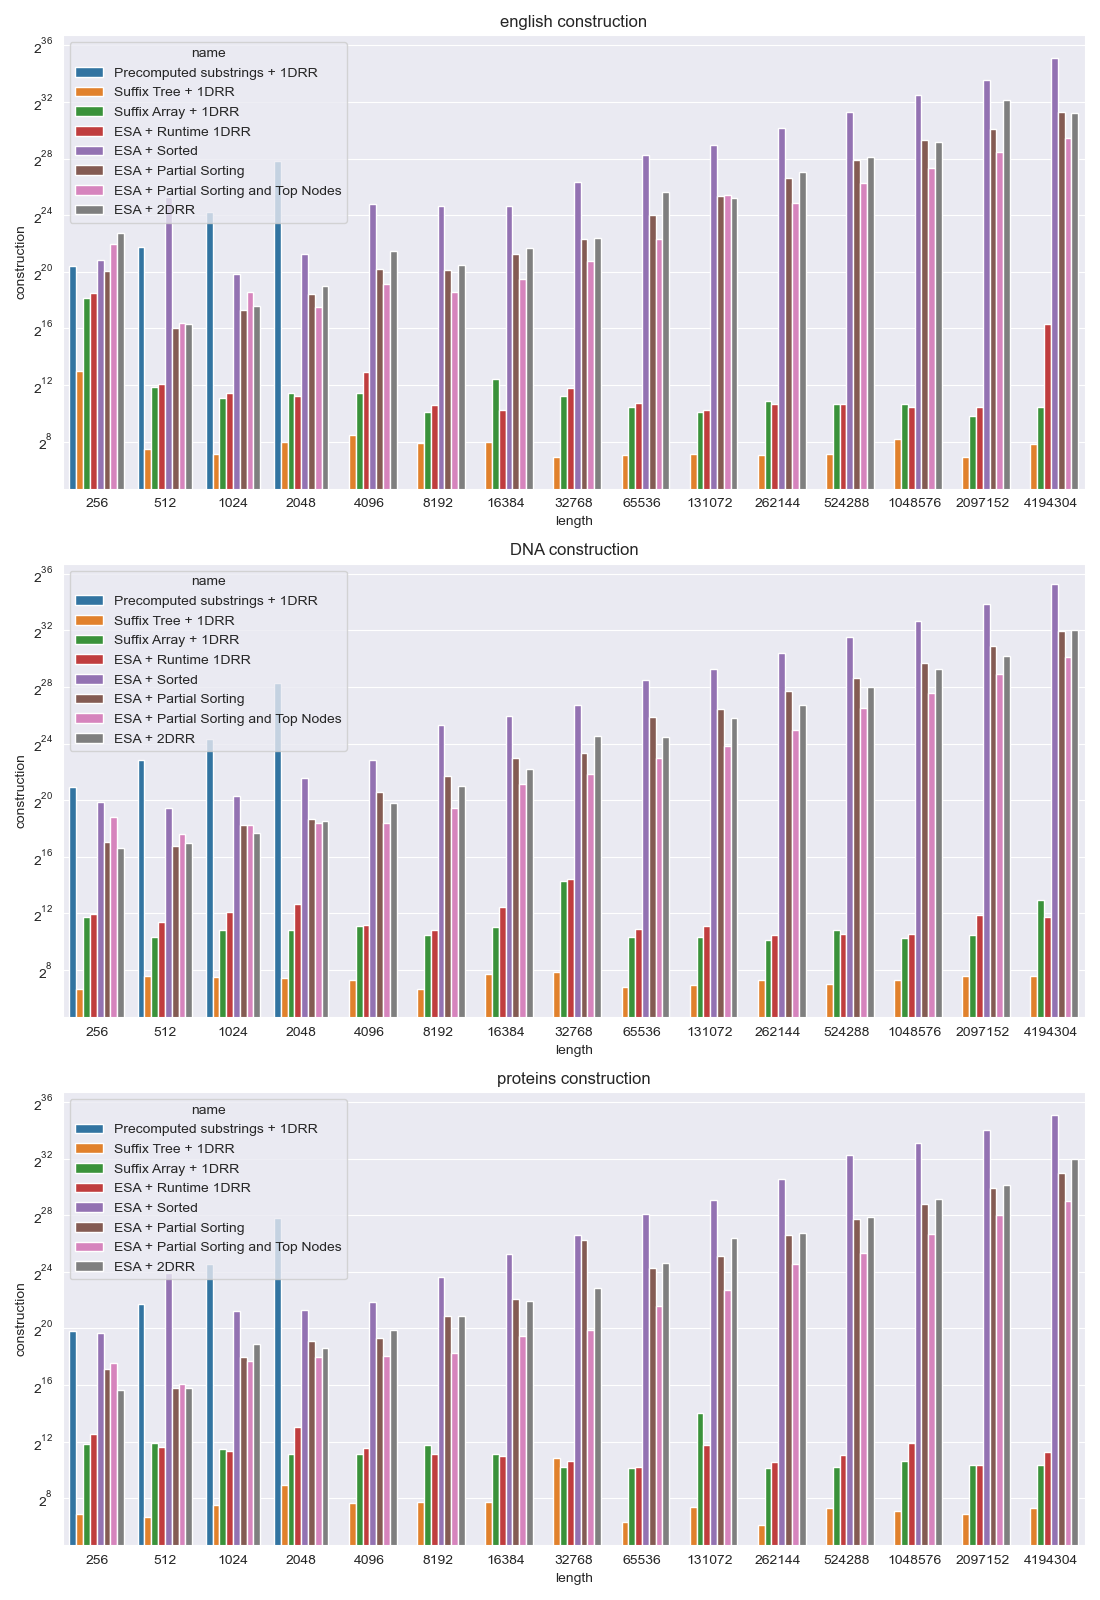 english construction
2^36
2^32
2^28
2^24
2^20
2^16
2^12
2^8
construction
name
Precomputed substrings + 1DRR
Suffix Tree + 1DRR
Suffix Array + 1DRR
ESA + Runtime 1DRR
ESA + Sorted
ESA + Partial Sorting
ESA + Partial Sorting and Top Nodes
ESA + 2DRR
256 512 1024 2048 4096 8192 16384 32768 65536 131072 262144 524288 1048576 2097152 4194304
length
DNA construction
2^36
2^32
2^28
2^24
2^20
2^16
2^12
2^8
construction
name
Precomputed substrings + 1DRR
Suffix Tree + 1DRR
Suffix Array + 1DRR
ESA + Runtime 1DRR
ESA + Sorted
ESA + Partial Sorting
ESA + Partial Sorting and Top Nodes
ESA + 2DRR
256 512 1024 2048 4096 8192 16384 32768 65536 131072 262144 524288 1048576 2097152 4194304
length
proteins construction
2^36
2^32
2^28
2^24
2^20
2^16
2^12
2^8
construction
name
Precomputed substrings + 1DRR
Suffix Tree + 1DRR
Suffix Array + 1DRR
ESA + Runtime 1DRR
ESA + Sorted
ESA + Partial Sorting
ESA + Partial Sorting and Top Nodes
ESA + 2DRR
256 512 1024 2048 4096 8192 16384 32768 65536 131072 262144 524288 1048576 2097152 4194304
length